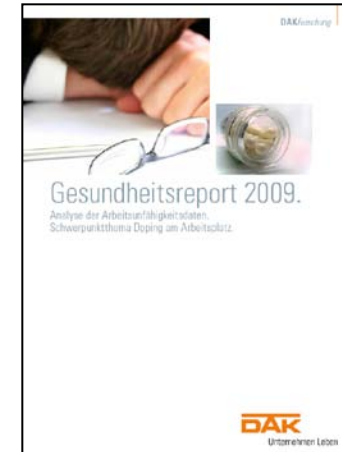 DAKforschung
Gesundheitsreport 2009.
Analyse der Arbeitsunfähigkeitsdaten.
Schwerpunktthema Doping am Arbeitsplatz.
DAK
Unternehmen Leben